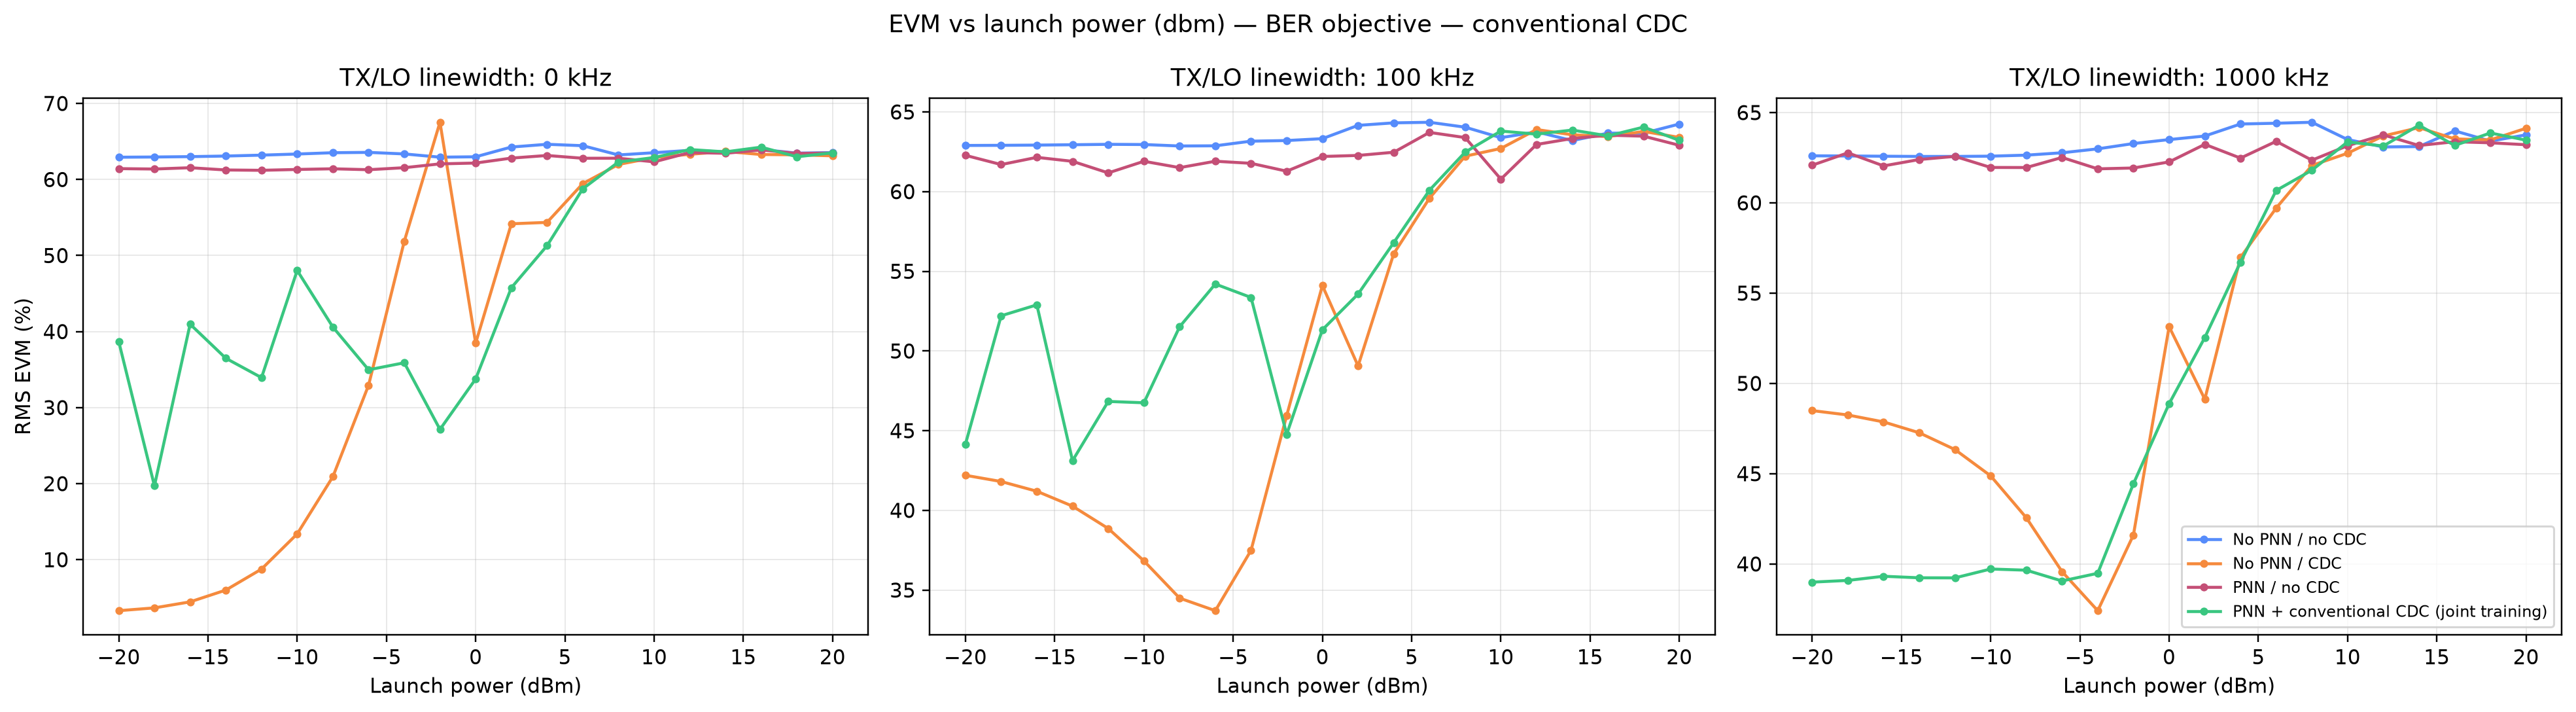 EVM vs launch power (dbm) — BER objective — conventional CDC
TX/LO linewidth: 0 kHz
70
60
50
40
30
20
10
RMS EVM (%)
−20 −15 −10 −5 0 5 10 15 20
Launch power (dBm)
TX/LO linewidth: 100 kHz
65
60
55
50
45
40
35
−20 −15 −10 −5 0 5 10 15 20
Launch power (dBm)
TX/LO linewidth: 1000 kHz
65
60
55
50
45
40
No PNN / no CDC
No PNN / CDC
PNN / no CDC
PNN + conventional CDC (joint training)
−20 −15 −10 −5 0 5 10 15 20
Launch power (dBm)